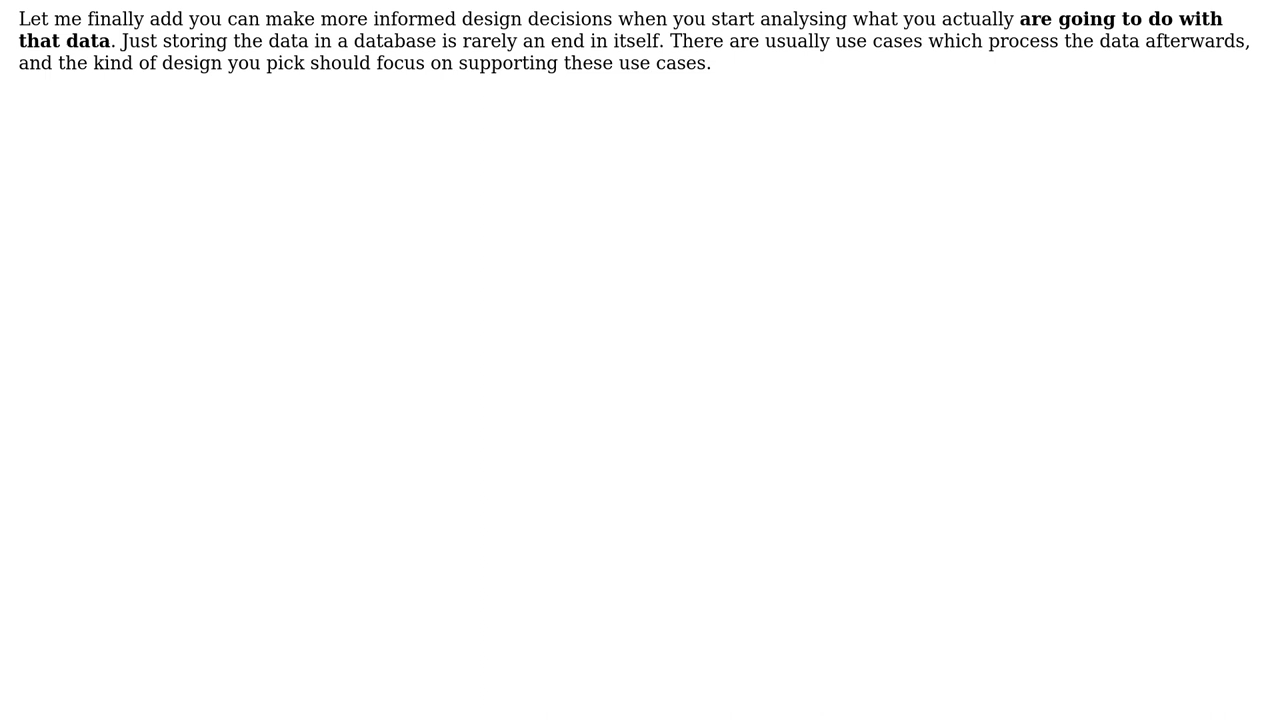 Let me finally add you can make more informed design decisions when you start analysing what you actually are going to do with
that data. Just storing the data in a database is rarely an end in itself. There are usually use cases which process the data afterwards,
and the kind of design you pick should focus on supporting these use cases.